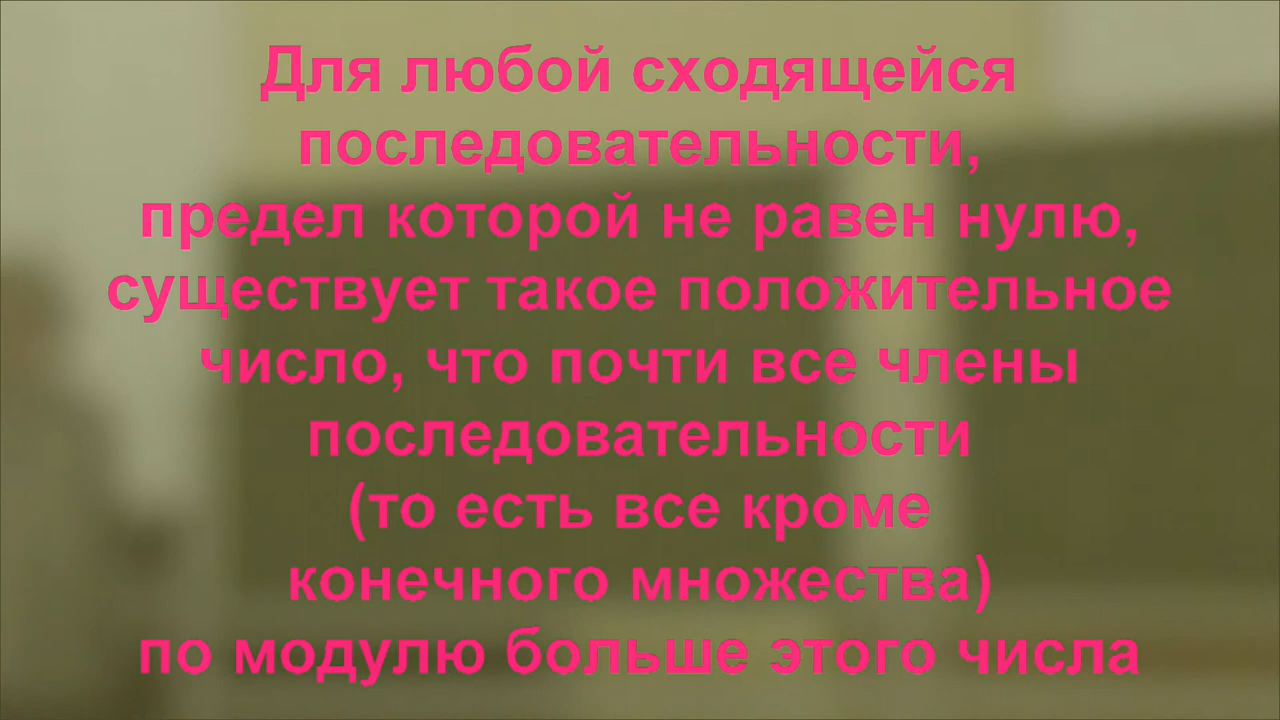 Для любой сходящейся
последовательности,
предел которой не равен нулю,
существует такое положительное
число, что почти все члены
последовательности
(то есть все кроме
конечного множества)
по модулю больше этого числа